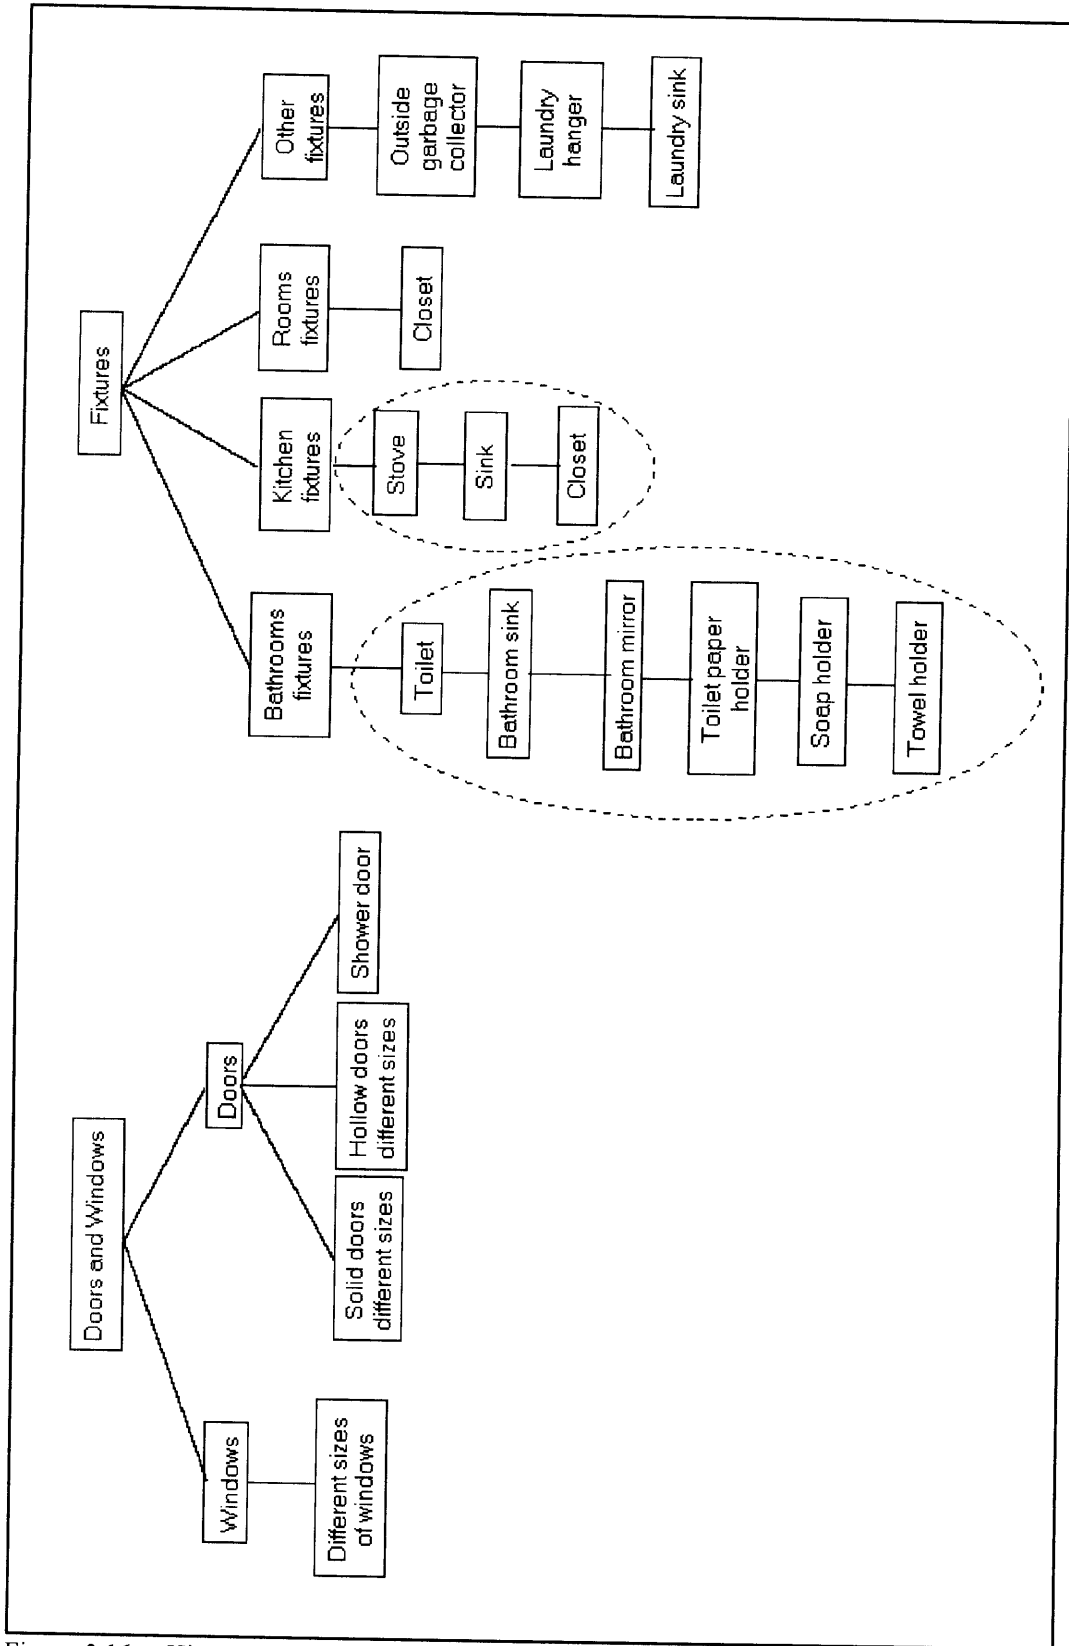 Doors and Windows
Windows
Different sizes
of windows
Doors
Solid doors
different sizes
Hollow doors
different sizes
Shower door
Fixtures
Bathrooms
fixtures
Toilet
Bathroom sink
Bathroom mirror
Toilet paper
holder
Soap holder
Towel holder
Kitchen
fixtures
Stove
Sink
Closet
Rooms
fixtures
Closet
Other
fixtures
Outside
garbage
collector
Laundry
hanger
Laundry sink